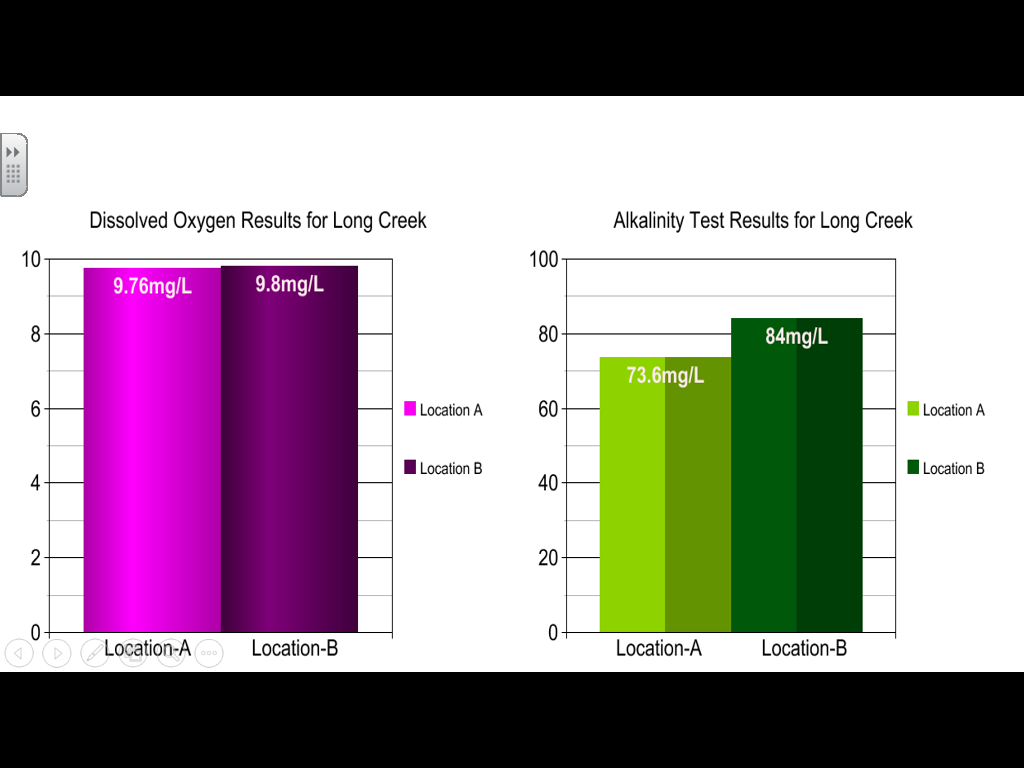 Dissolved Oxygen Results for Long Creek
10
8
6
4
2
0
9.76mg/L
9.8mg/L
Location-A
Location-B
Location A
Location B
Alkalinity Test Results for Long Creek
100
80
60
40
20
0
73.6mg/L
84mg/L
Location-A
Location-B
Location A
Location B